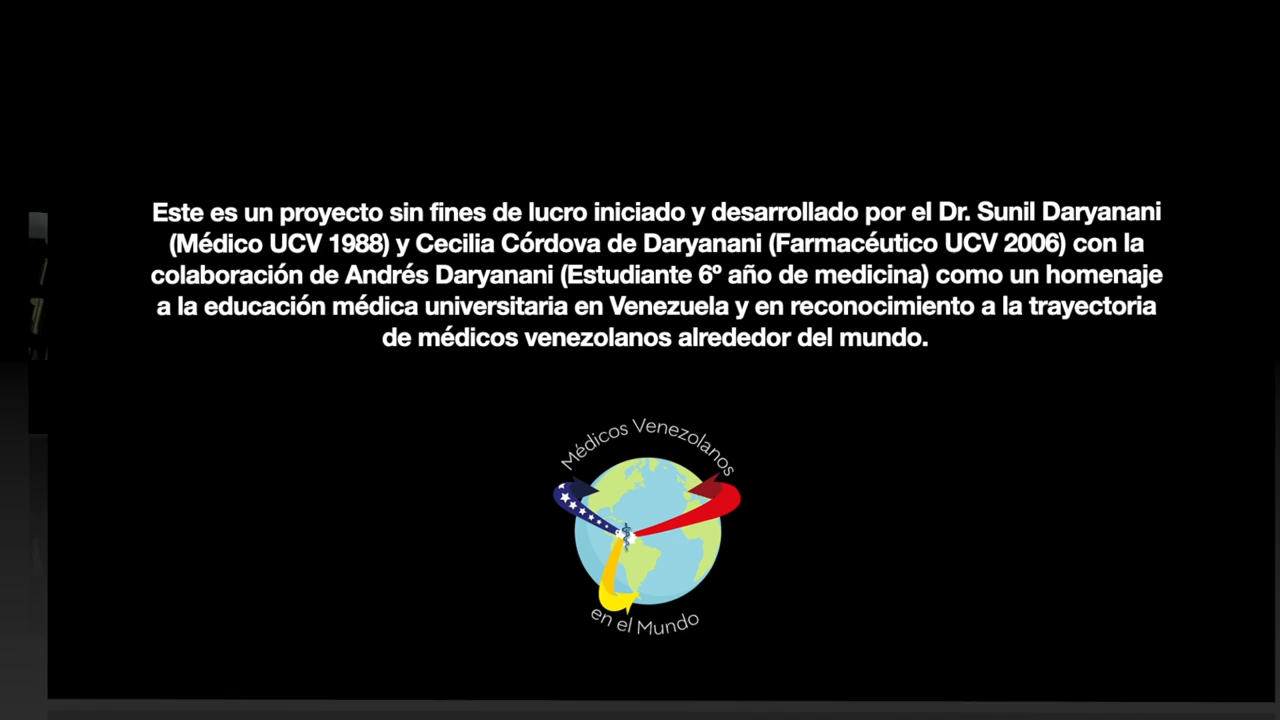 Este es un proyecto sin fines de lucro iniciado y desarrollado por el Dr. Sunil Daryanani
(Médico UCV 1988) y Cecilia Córdova de Daryanani (Farmacéutico UCV 2006) con la
colaboración de Andrés Daryanani (Estudiante 6º año de medicina) como un homenaje
a la educación médica universitaria en Venezuela y en reconocimiento a la trayectoria
de médicos venezolanos alrededor del mundo.
Médicos Venezolanos
en el Mundo